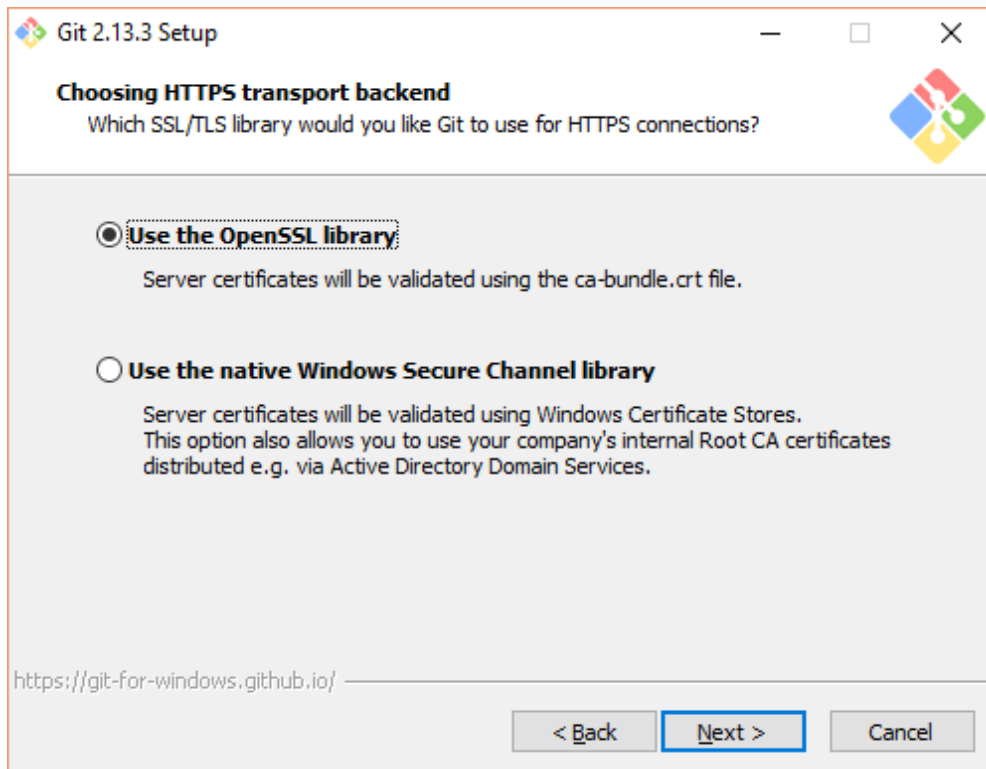 Git 2.13.3 Setup
Choosing HTTPS transport backend
Which SSL/TLS library would you like Git to use for HTTPS connections?
Use the OpenSSL library
Server certificates will be validated using the ca-bundle.crt file.
Use the native Windows Secure Channel library
Server certificates will be validated using Windows Certificate Stores.
This option also allows you to use your company's internal Root CA certificates
distributed e.g. via Active Directory Domain Services.
https://git-for-windows.github.io/
< Back Next > Cancel